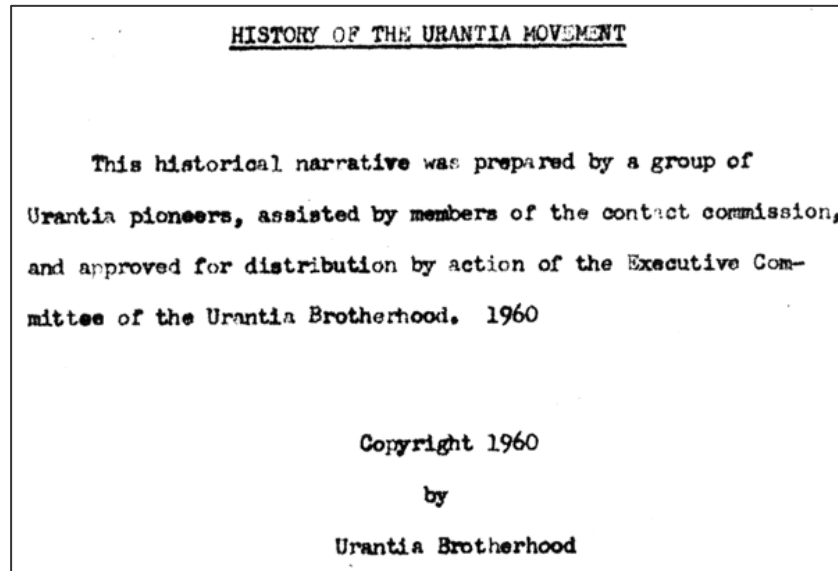 HISTORY OF THE URANTIA MOVEMENT
This historical narrative was prepared by a group of
Urantia pioneers, assisted by members of the contact commission,
and approved for distribution by action of the Executive Com-
mittee of the Urantia Brotherhood. 1960
Copyright 1960
by
Urantia Brotherhood